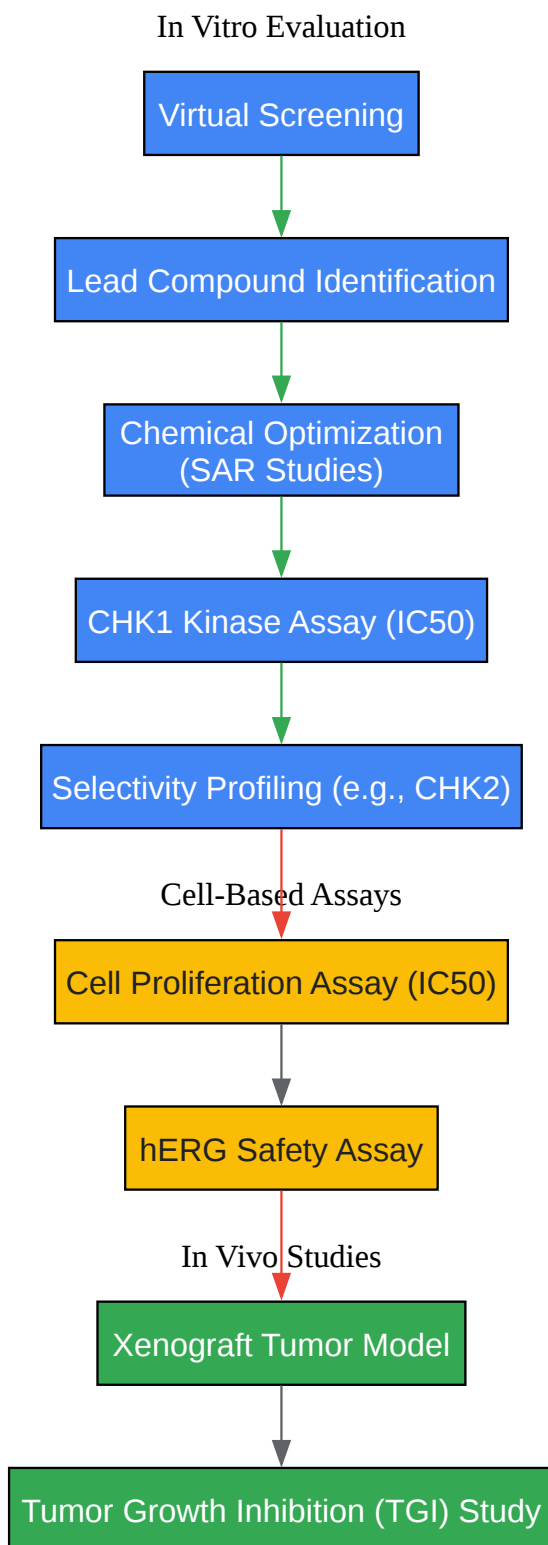 In Vitro Evaluation
Virtual Screening
Lead Compound Identification
Chemical Optimization
(SAR Studies)
CHK1 Kinase Assay (IC50)
Selectivity Profiling (e.g., CHK2)
Cell-Based Assays
Cell Proliferation Assay (IC50)
hERG Safety Assay
In Vivo Studies
Xenograft Tumor Model
Tumor Growth Inhibition (TGI) Study